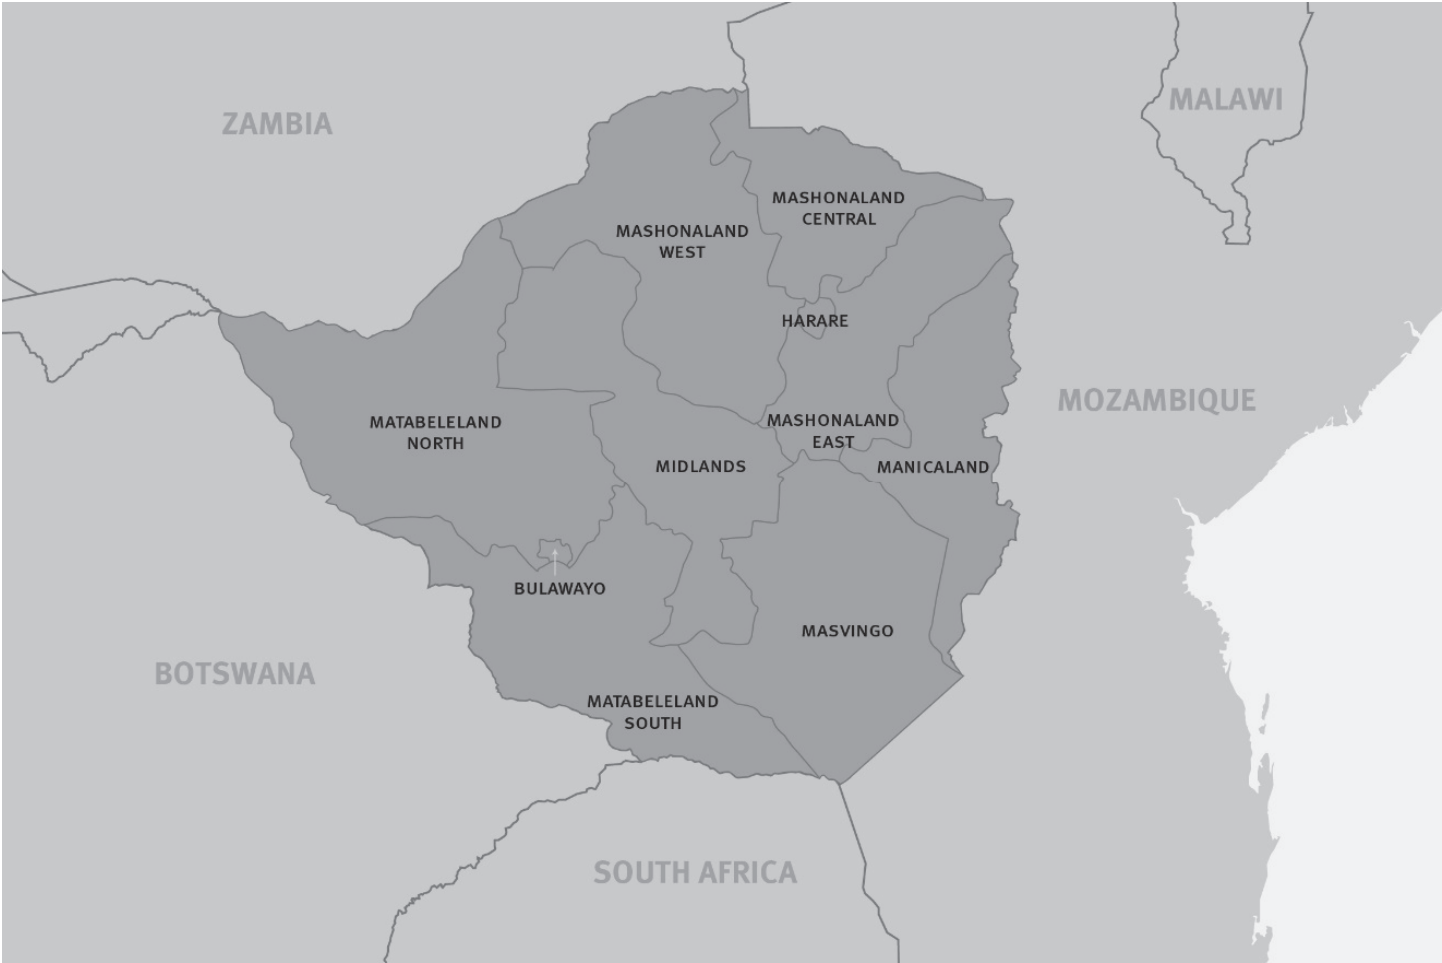 MALAWI
ZAMBIA
MASHONALAND
CENTRAL
MASHONALAND
WEST
HARARE
MOZAMBIQUE
MATABELELAND
NORTH
MASHONALAND
EAST
MIDLANDS
MANICALAND
BULAWAYO
MASVINGO
BOTSWANA
MATABELELAND
SOUTH
SOUTH AFRICA